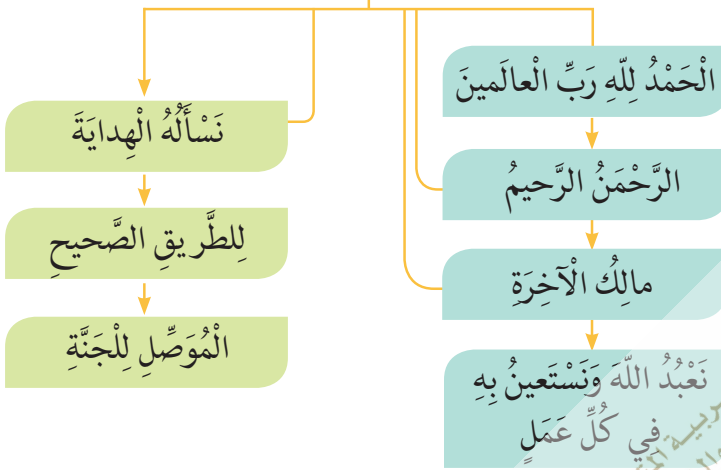 الْحَمْدُ لِلّهِ رَبِّ الْعالَمينَ
الرَّحْمَنُ الرَّحيمُ
مالِكُ الْآخِرَةِ
نَعْبُدُ اللّهَ وَنَسْتَعينُ بِهِ
فِي كُلِّ عَمَلٍ
نَسْأَلُهُ الْهِدايَةَ
لِلطَّريقِ الصَّحيحِ
الْمُوَصِّلِ لِلْجَنَّةِ